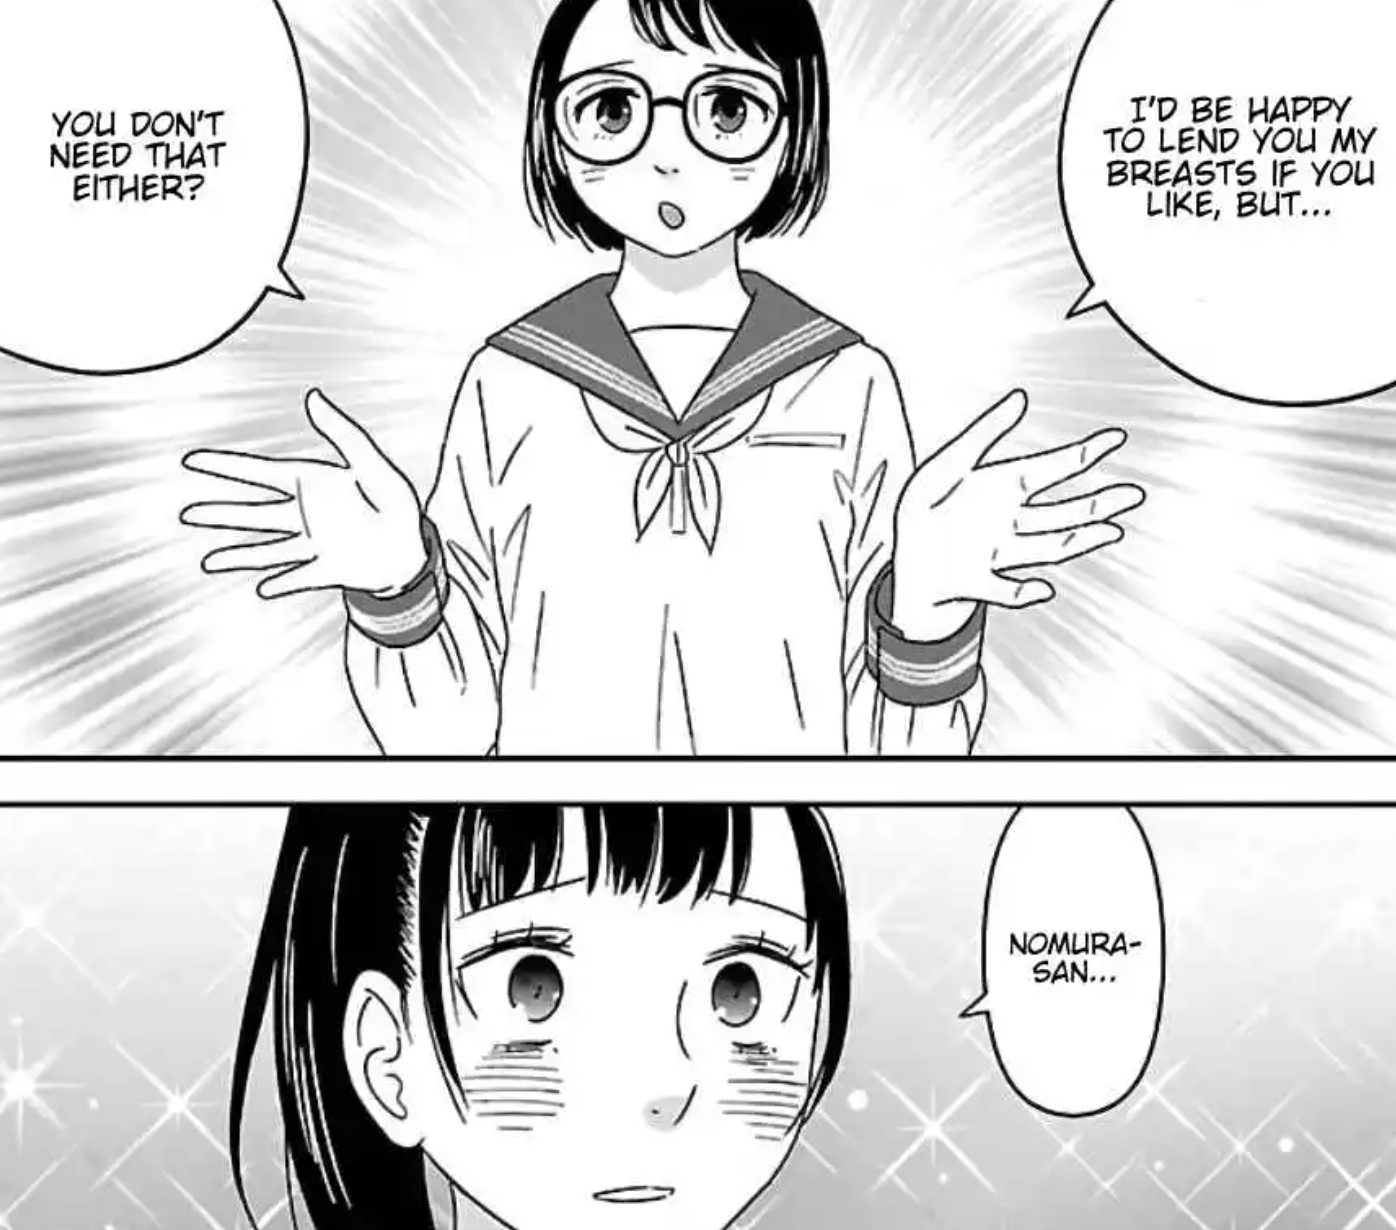 I'D BE HAPPY
TO LEND YOU MY
BREASTS IF YOU
LIKE, BUT...
YOU DON'T
NEED THAT
EITHER?
NOMURA-
SAN...